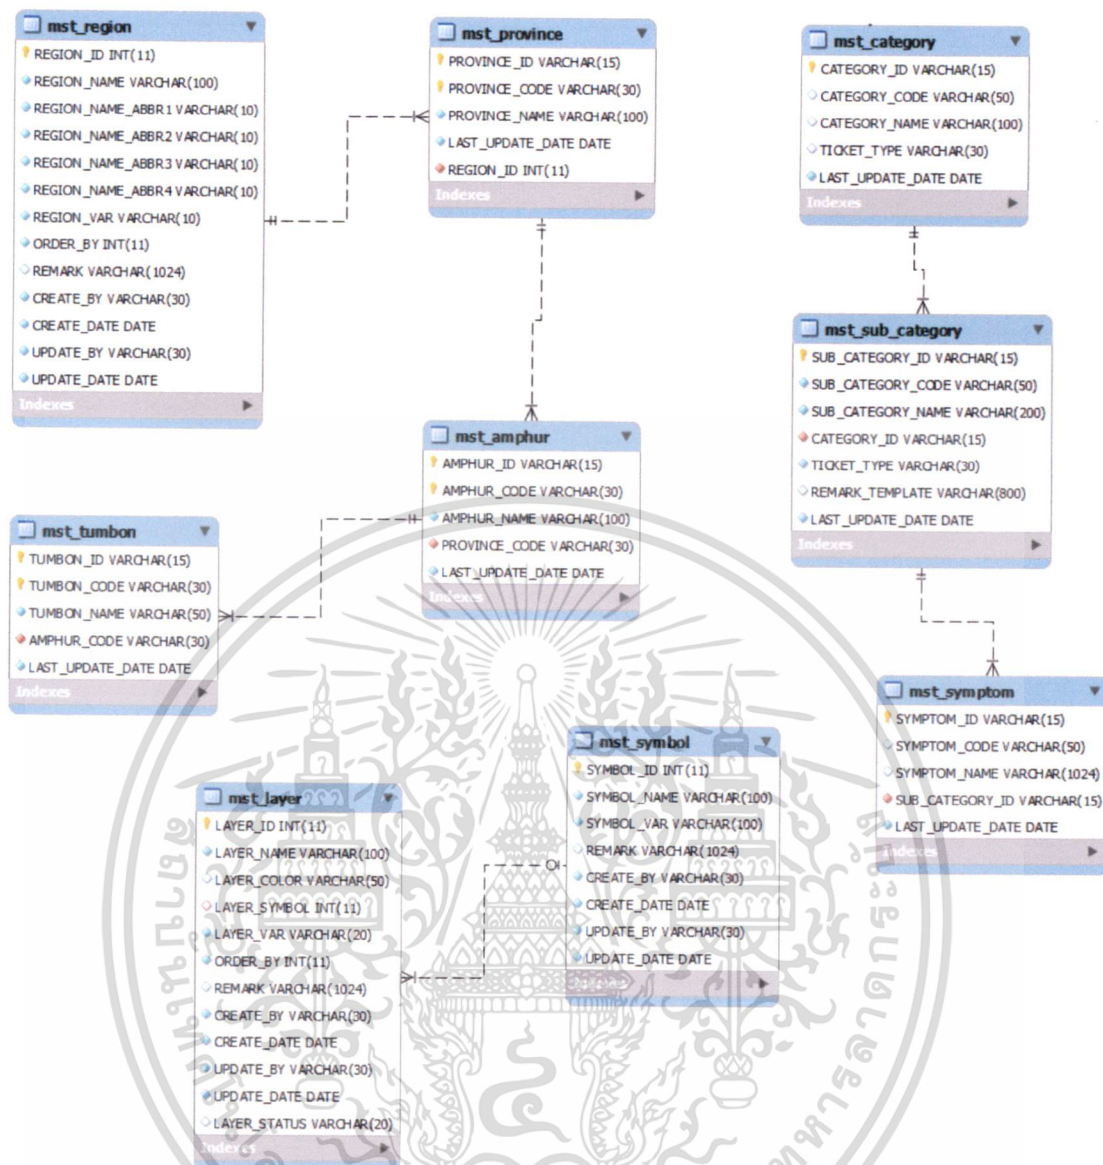 mst_region
REGION_ID INT(11)
REGION_NAME VARCHAR(100)
REGION_NAME_ABBR1 VARCHAR(10)
REGION_NAME_ABBR2 VARCHAR(10)
REGION_NAME_ABBR3 VARCHAR(10)
REGION_NAME_ABBR4 VARCHAR(10)
REGION_VAR VARCHAR(10)
ORDER_BY INT(11)
REMARK VARCHAR(1024)
CREATE_BY VARCHAR(30)
CREATE_DATE DATE
UPDATE_BY VARCHAR(30)
UPDATE_DATE DATE
Indexes
mst_province
PROVINCE_ID VARCHAR(15)
PROVINCE_CODE VARCHAR(30)
PROVINCE_NAME VARCHAR(100)
LAST_UPDATE_DATE DATE
REGION_ID INT(11)
Indexes
mst_category
CATEGORY_ID VARCHAR(15)
CATEGORY_CODE VARCHAR(50)
CATEGORY_NAME VARCHAR(100)
TICKET_TYPE VARCHAR(30)
LAST_UPDATE_DATE DATE
Indexes
mst_sub_category
SUB_CATEGORY_ID VARCHAR(15)
SUB_CATEGORY_CODE VARCHAR(50)
SUB_CATEGORY_NAME VARCHAR(200)
CATEGORY_ID VARCHAR(15)
TICKET_TYPE VARCHAR(30)
REMARK_TEMPLATE VARCHAR(800)
LAST_UPDATE_DATE DATE
Indexes
mst_amphur
AMPHUR_ID VARCHAR(15)
AMPHUR_CODE VARCHAR(30)
AMPHUR_NAME VARCHAR(100)
PROVINCE_CODE VARCHAR(30)
LAST_UPDATE_DATE DATE
Indexes
mst_tumbon
TUMBON_ID VARCHAR(15)
TUMBON_CODE VARCHAR(30)
TUMBON_NAME VARCHAR(50)
AMPHUR_CODE VARCHAR(30)
LAST_UPDATE_DATE DATE
Indexes
mst_symptom
SYMPTOM_ID VARCHAR(15)
SYMPTOM_CODE VARCHAR(50)
SYMPTOM_NAME VARCHAR(1024)
SUB_CATEGORY_ID VARCHAR(15)
LAST_UPDATE_DATE DATE
Indexes
mst_symbol
SYMBOL_ID INT(11)
SYMBOL_NAME VARCHAR(100)
SYMBOL_VAR VARCHAR(100)
REMARK VARCHAR(1024)
CREATE_BY VARCHAR(30)
CREATE_DATE DATE
UPDATE_BY VARCHAR(30)
UPDATE_DATE DATE
mst_layer
LAYER_ID INT(11)
LAYER_NAME VARCHAR(100)
LAYER_COLOR VARCHAR(50)
LAYER_SYMBOL INT(11)
LAYER_VAR VARCHAR(20)
ORDER_BY INT(11)
REMARK VARCHAR(1024)
CREATE_BY VARCHAR(30)
CREATE_DATE DATE
UPDATE_BY VARCHAR(30)
UPDATE_DATE DATE
LAYER_STATUS VARCHAR(20)
Indexes